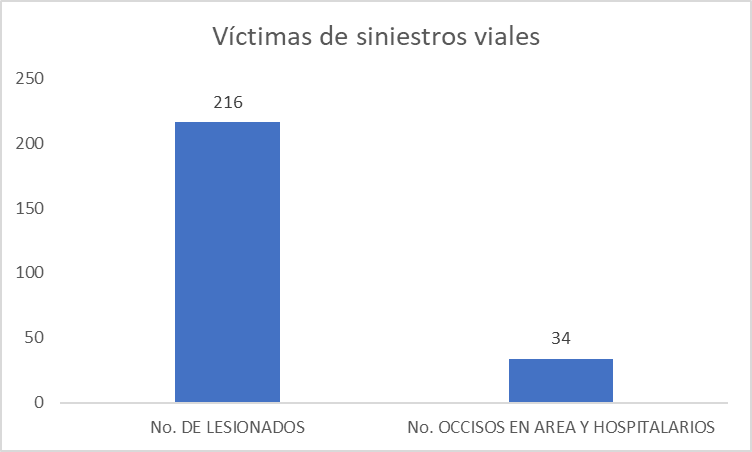 Víctimas de siniestros viales
250
200
150
100
50
0
216
34
No. DE LESIONADOS
No. OCCISOS EN AREA Y HOSPITALARIOS